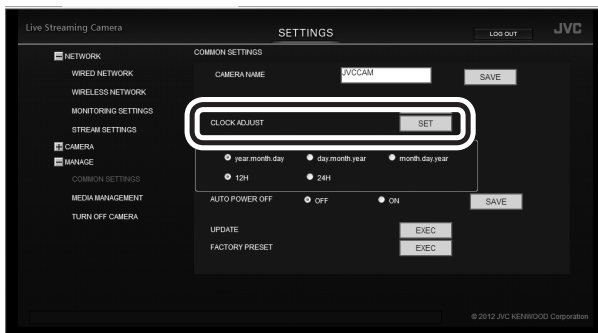 Live Streaming Camera
SETTINGS
LOG OUT
JVC
NETWORK
WIRED NETWORK
WIRELESS NETWORK
MONITORING SETTINGS
STREAM SETTINGS
CAMERA
MANAGE
COMMON SETTINGS
MEDIA MANAGEMENT
TURN OFF CAMERA
COMMON SETTINGS
CAMERA NAME JVCCAM SAVE
CLOCK ADJUST SET
year.month.day day.month.year month.day.year
12H 24H
AUTO POWER OFF OFF ON SAVE
UPDATE EXEC
FACTORY PRESET EXEC
© 2012 JVC KENWOOD Corporation